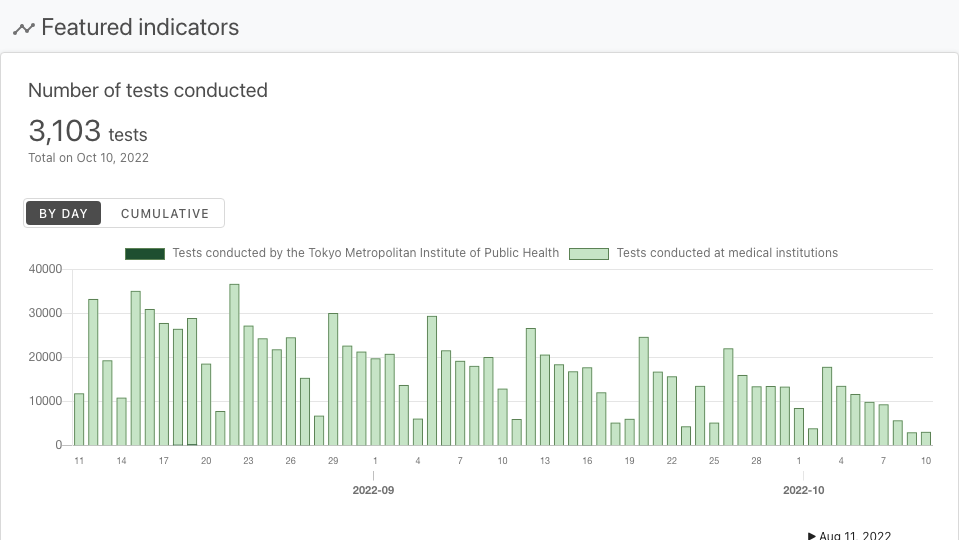 Featured indicators
Number of tests conducted
3,103 tests
Total on Oct 10, 2022
BY DAY CUMULATIVE
Tests conducted by the Tokyo Metropolitan Institute of Public Health Tests conducted at medical institutions
40000
30000
20000
10000
0
11 14 17 20 23 26 29 1 4 7 10 13 16 19 22 25 28 1 4 7 10
2022-09 2022-10
▶ Aug 11, 2022